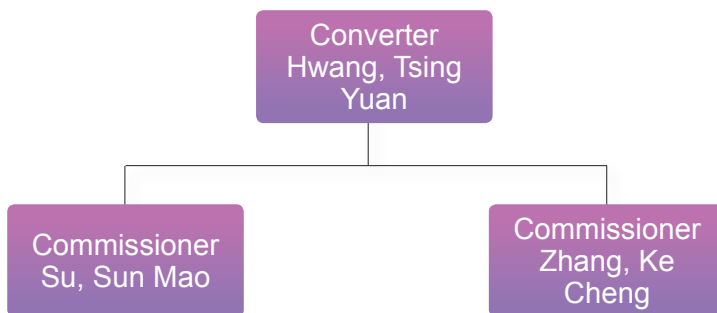 Converter
Hwang, Tsing
Yuan
Commissioner
Su, Sun Mao
Commissioner
Zhang, Ke
Cheng